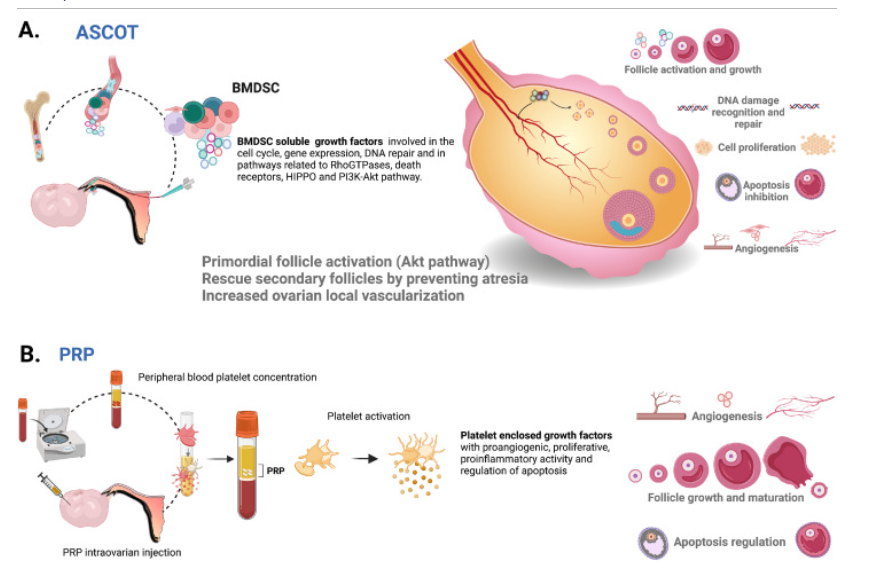 A. ASCOT
BMDSC
BMDSC soluble growth factors involved in the
cell cycle, gene expression, DNA repair and in
pathways related to RhoGTPases, death
receptors, HIPPO and PI3K-Akt pathway.
Follicle activation and growth
DNA damage
recognition and
repair
Cell proliferation
Apoptosis
inhibition
Angiogenesis
Primordial follicle activation (Akt pathway)
Rescue secondary follicles by preventing atresia
Increased ovarian local vascularization
B. PRP
Peripheral blood platelet concentration
PRP
Platelet activation
Platelet enclosed growth factors
with proangiogenic, proliferative,
proinflammatory activity and
regulation of apoptosis
PRP intraovarian injection
Angiogenesis
Follicle growth and maturation
Apoptosis regulation